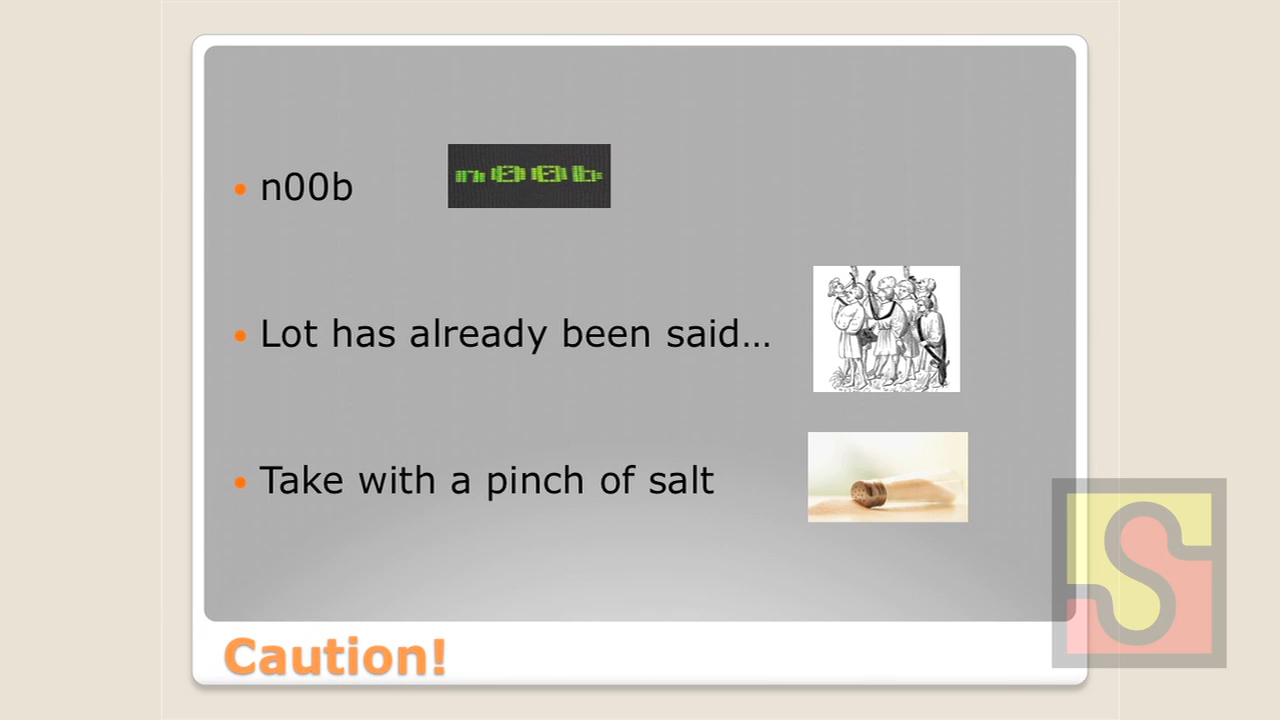 n00b
n00b
Lot has already been said...
Take with a pinch of salt
Caution!
S